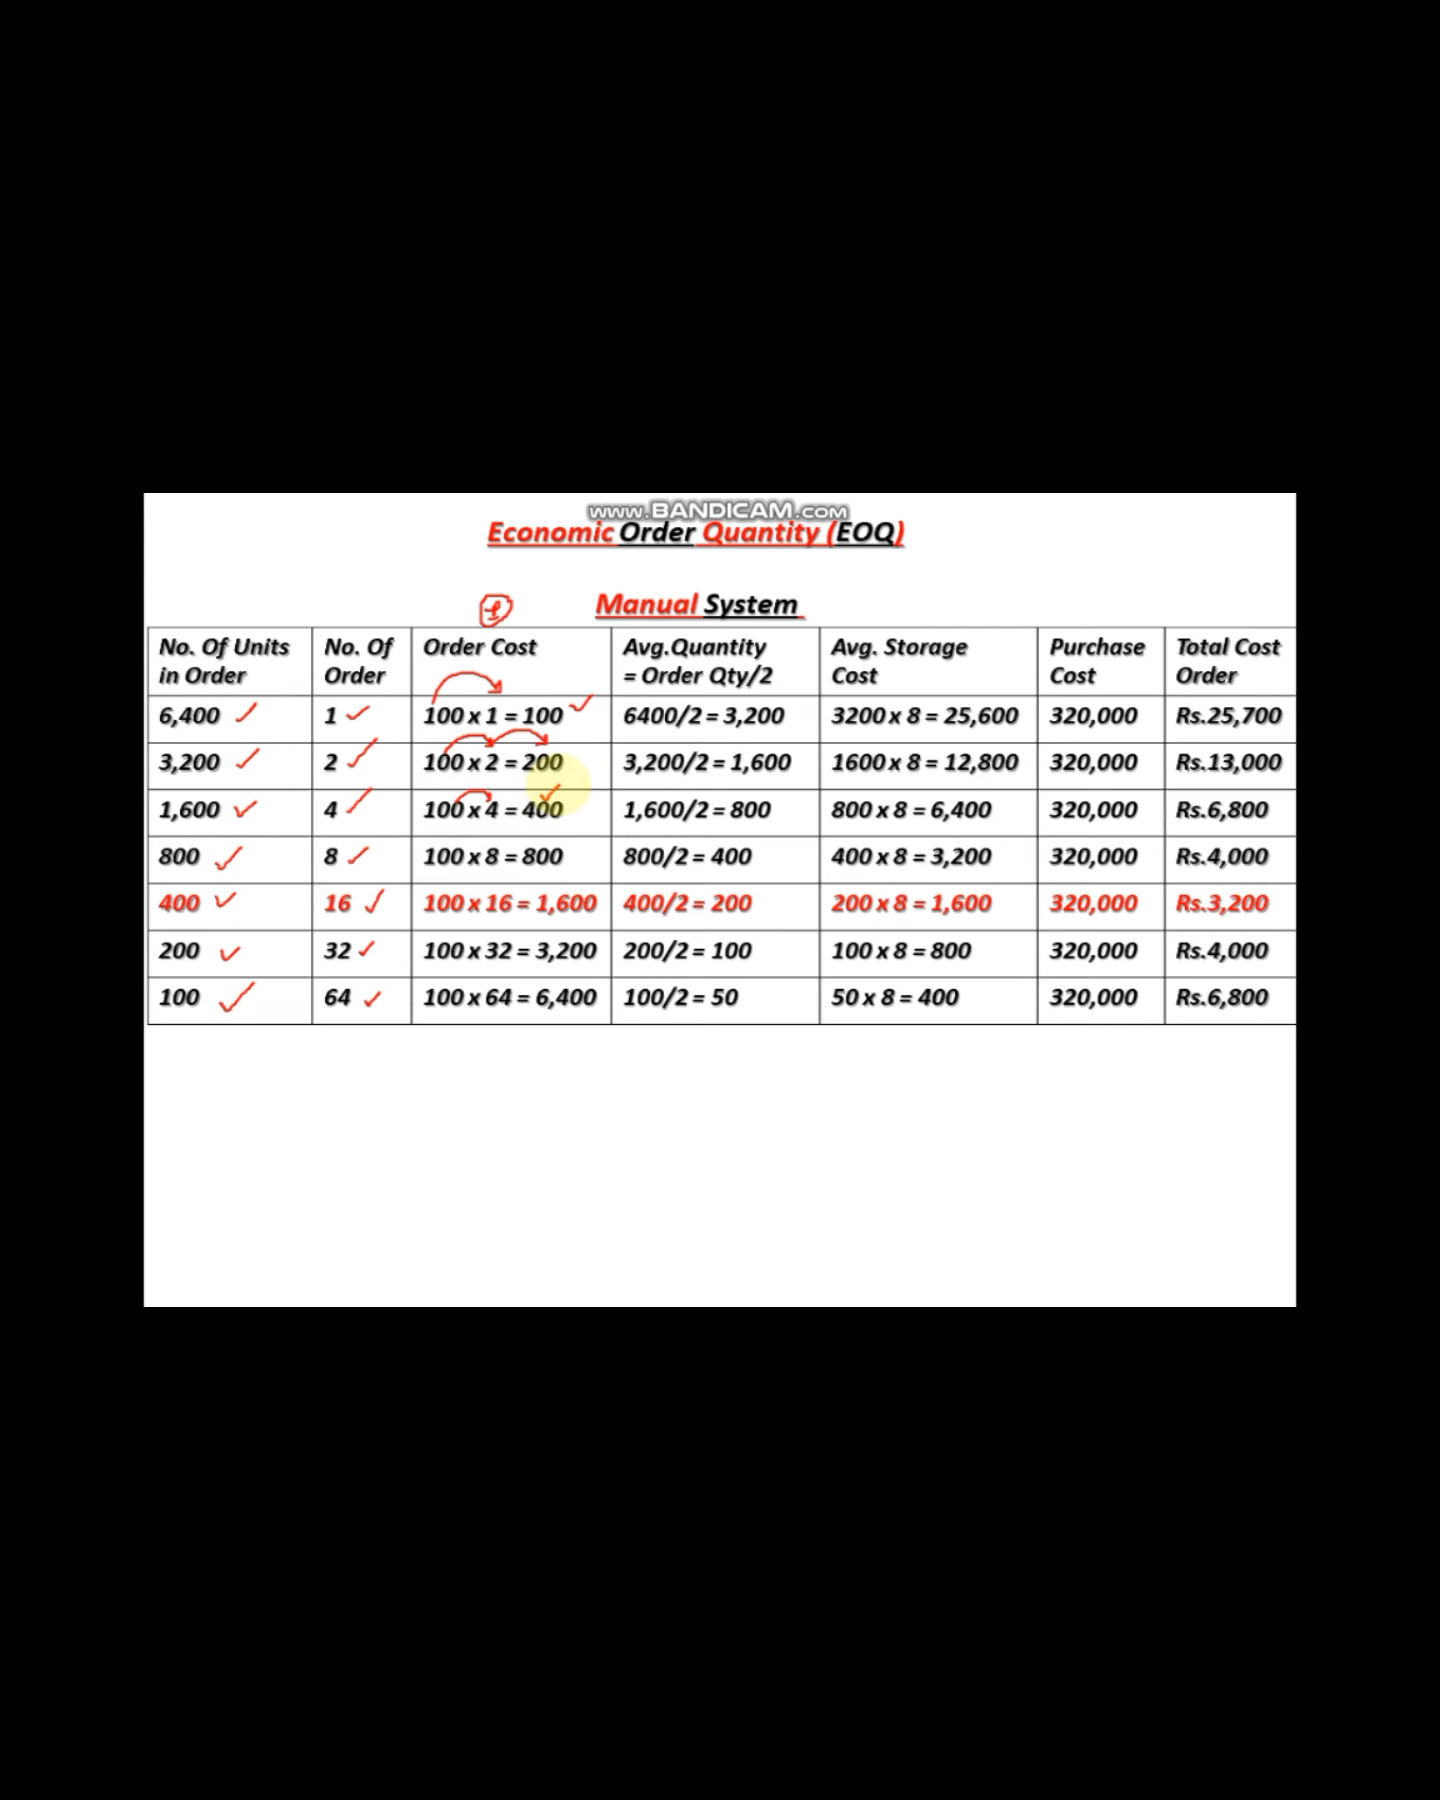 www.BANDICAM.com
Economic Order Quantity (EOQ)
Manual System
No. Of Units in Order | No. Of Order | Order Cost | Avg.Quantity = Order Qty/2 | Avg. Storage Cost | Purchase Cost | Total Cost Order
6,400 | 1 | 100 x 1 = 100 | 6400/2 = 3,200 | 3200 x 8 = 25,600 | 320,000 | Rs.25,700
3,200 | 2 | 100 x 2 = 200 | 3,200/2 = 1,600 | 1600 x 8 = 12,800 | 320,000 | Rs.13,000
1,600 | 4 | 100 x 4 = 400 | 1,600/2 = 800 | 800 x 8 = 6,400 | 320,000 | Rs.6,800
800 | 8 | 100 x 8 = 800 | 800/2 = 400 | 400 x 8 = 3,200 | 320,000 | Rs.4,000
400 | 16 | 100 x 16 = 1,600 | 400/2 = 200 | 200 x 8 = 1,600 | 320,000 | Rs.3,200
200 | 32 | 100 x 32 = 3,200 | 200/2 = 100 | 100 x 8 = 800 | 320,000 | Rs.4,000
100 | 64 | 100 x 64 = 6,400 | 100/2 = 50 | 50 x 8 = 400 | 320,000 | Rs.6,800